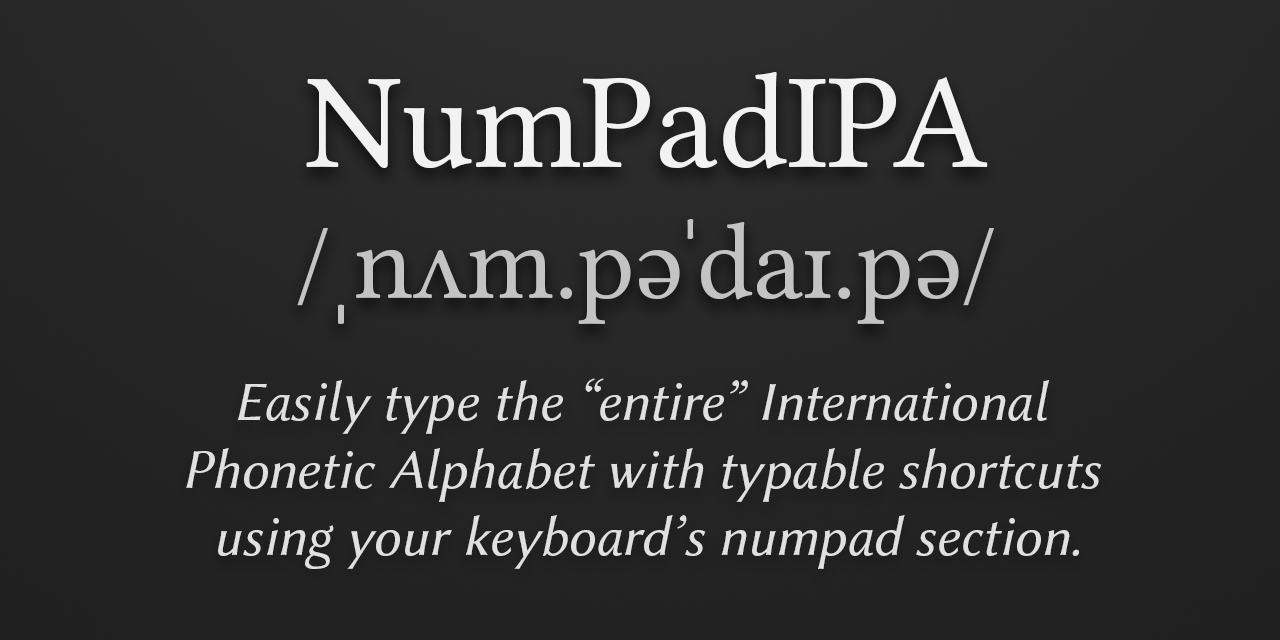 NumPadIPA
/ˌnʌm.pəˈdaɪ.pə/
Easily type the “entire” International
Phonetic Alphabet with typable shortcuts
using your keyboard’s numpad section.